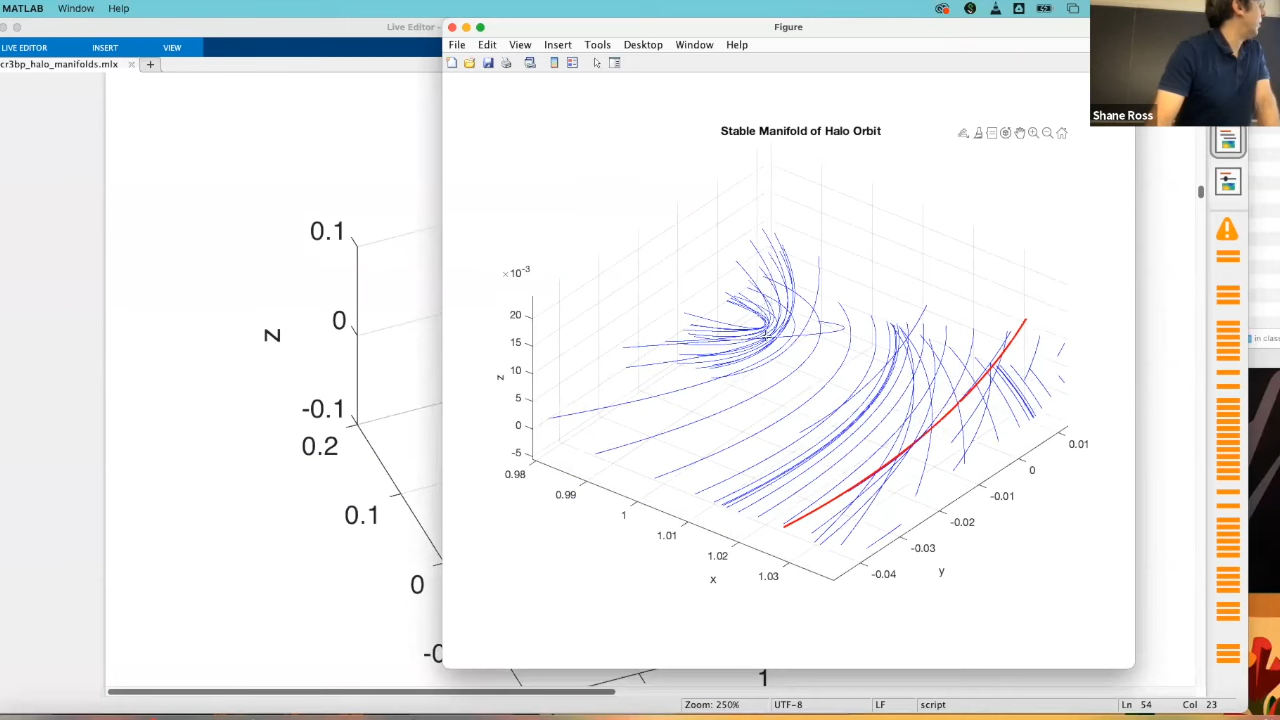 MATLAB Window Help
Live Editor -
Figure
LIVE EDITOR INSERT VIEW
File Edit View Insert Tools Desktop Window Help
cr3bp_halo_manifolds.mlx
Shane Ross
Stable Manifold of Halo Orbit
0.1
0
-0.1
z
0.2
0.1
0
×10⁻³
20
15
10
5
0
-5
z
0.98
0.99
1
1.01
1.02
1.03
x
-0.04
-0.03
-0.02
-0.01
0
0.01
y
in class
-0
1
Zoom: 250% UTF-8 LF script Ln 54 Col 23